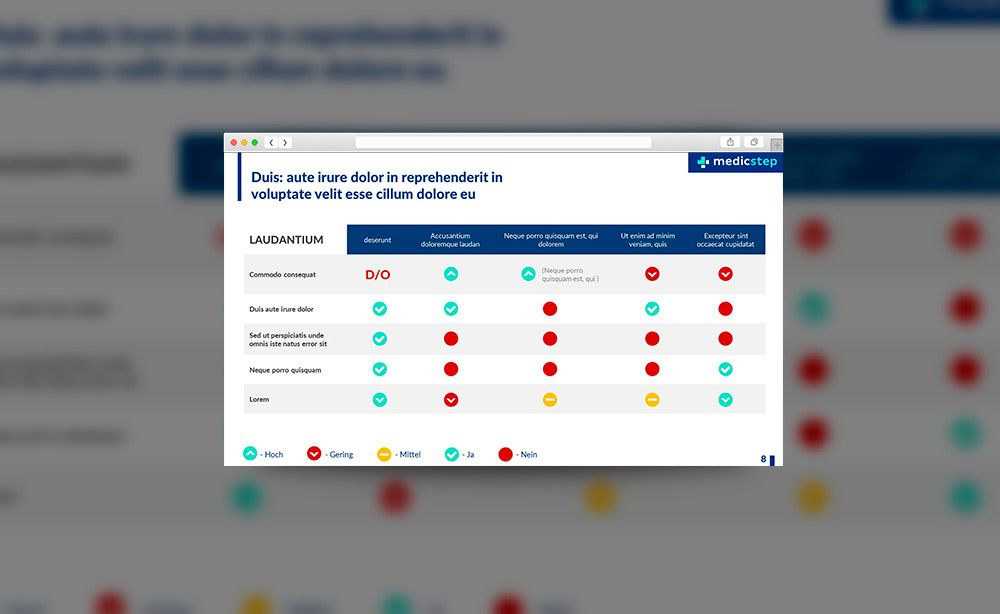 medicstep
Duis: aute irure dolor in reprehenderit in
voluptate velit esse cillum dolore eu
LAUDANTIUM
deserunt
Accusantium
doloremque laudan
Neque porro quisquam est, qui
dolorem
Ut enim ad minim
veniam, quis
Excepteur sint
occaecat cupidatat
Commodo consequat
D/O
(Neque porro
quisquam est, qui )
Duis aute irure dolor
Sed ut perspiciatis unde
omnis iste natus error sit
Neque porro quisquam
Lorem
- Hoch
- Gering
- Mittel
- Ja
- Nein
8